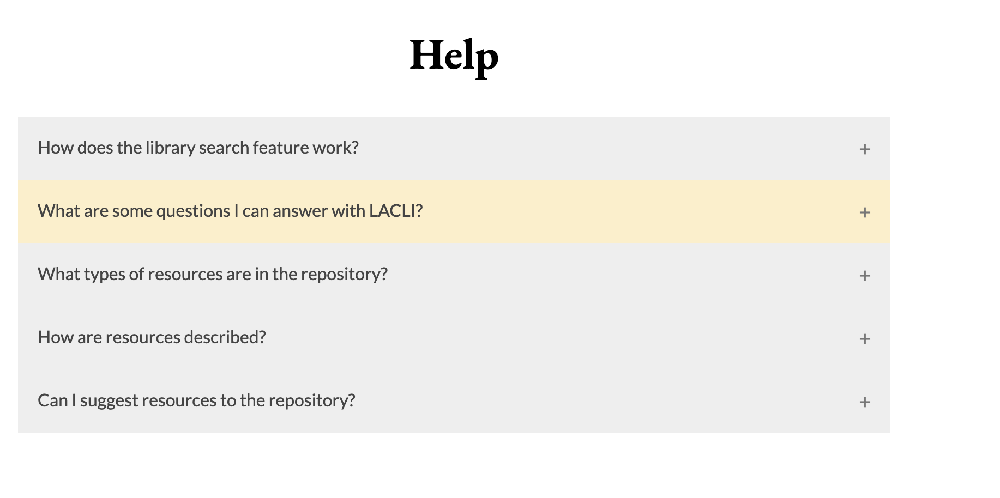 Help
How does the library search feature work?
+
What are some questions I can answer with LACLI?
+
What types of resources are in the repository?
+
How are resources described?
+
Can I suggest resources to the repository?
+